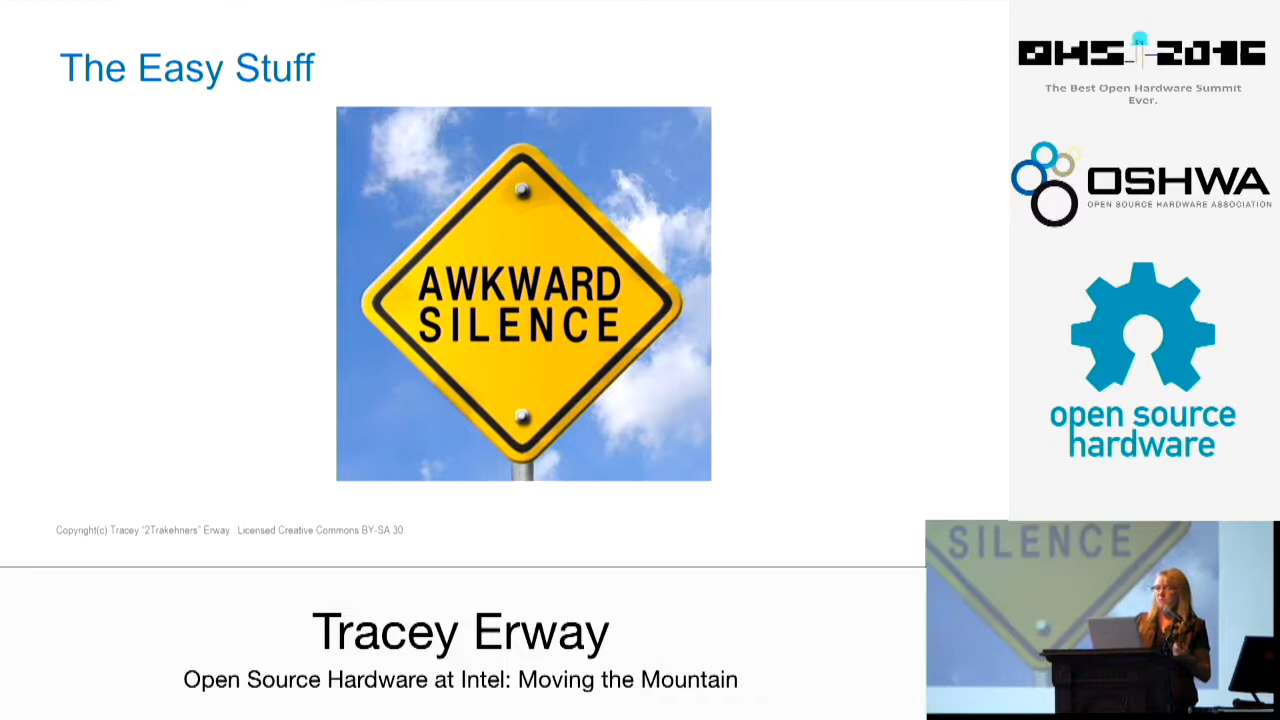 The Easy Stuff
AWKWARD
SILENCE
Copyright(c) Tracey "2Trakehners" Erway Licensed Creative Commons BY-SA 30
Tracey Erway
Open Source Hardware at Intel: Moving the Mountain
OHS 2016
The Best Open Hardware Summit
Ever.
OSHWA
OPEN SOURCE HARDWARE ASSOCIATION
open source
hardware
SILENCE